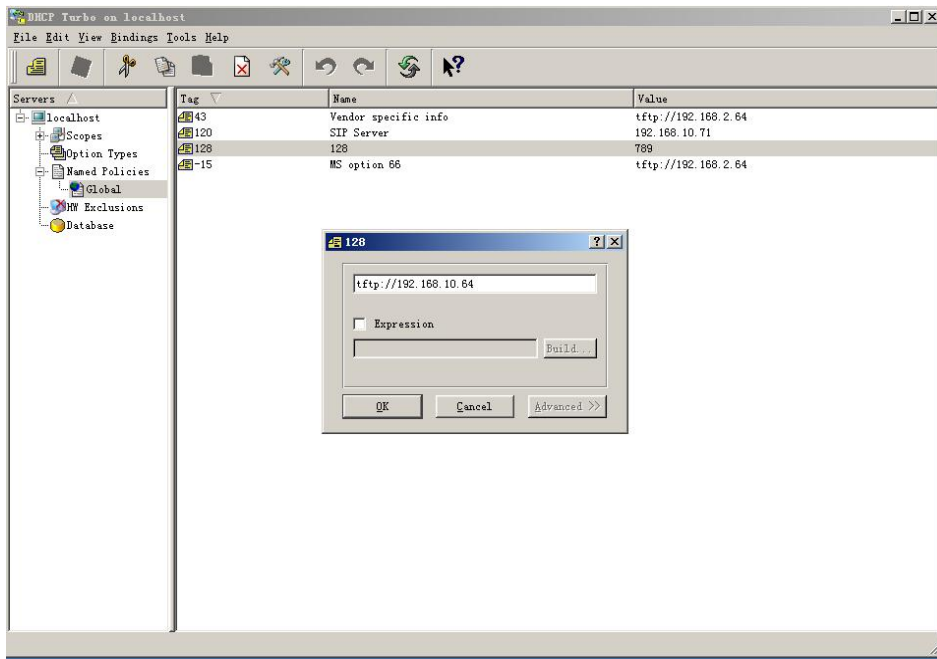 DHCP Turbo on localhost
File Edit View Bindings Tools Help
Servers
Tag Name Value
localhost
Scopes
Option Types
Named Policies
Global
HW Exclusions
Database
43 Vendor specific info tftp://192.168.2.64
120 SIP Server 192.168.10.71
128 128 789
-15 MS option 66 tftp://192.168.2.64
128
tftp://192.168.10.64
Expression
Build...
OK Cancel Advanced >>